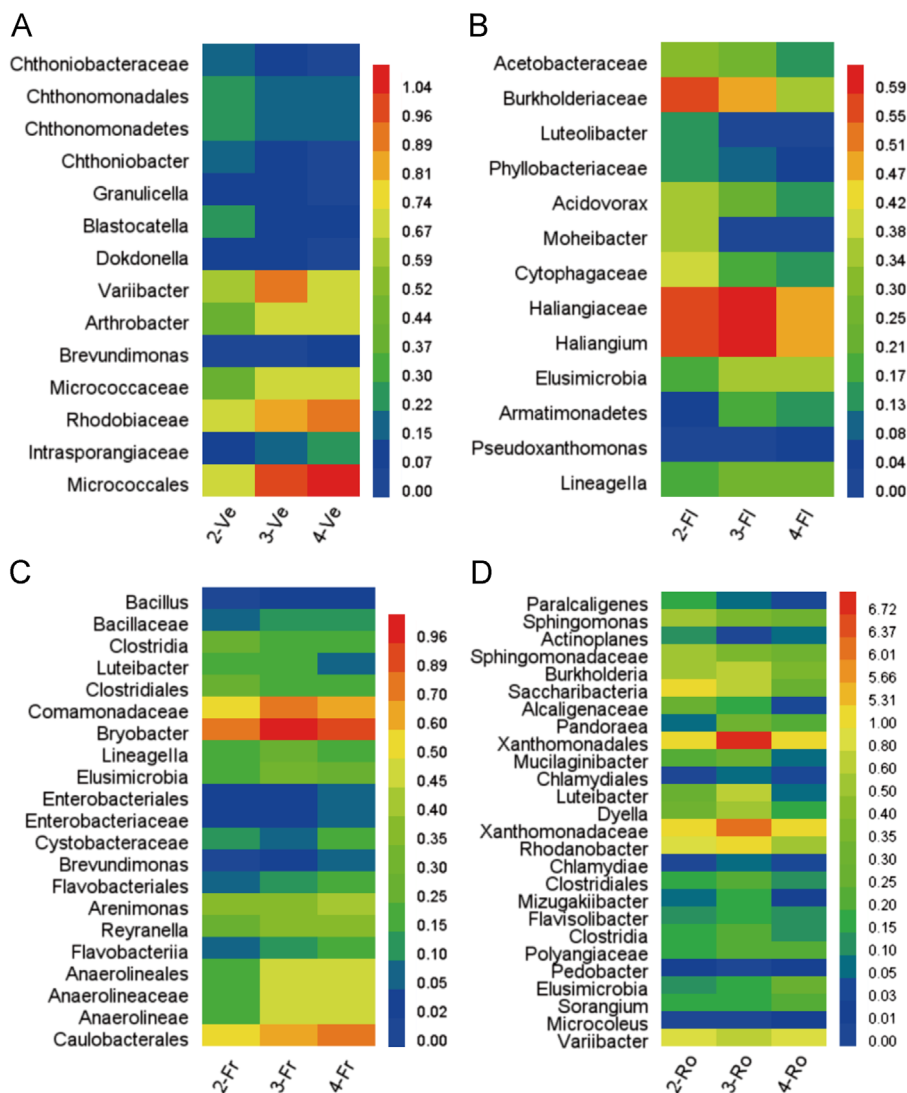 A
Chthoniobacteraceae
Chthonomonadales
Chthonomonadetes
Chthoniobacter
Granulicella
Blastocatella
Dokdonella
Variibacter
Arthrobacter
Brevundimonas
Micrococcaceae
Rhodobiaceae
Intrasporangiaceae
Micrococcales
2-Ve
3-Ve
4-Ve
1.04
0.96
0.89
0.81
0.74
0.67
0.59
0.52
0.44
0.37
0.30
0.22
0.15
0.07
0.00
B
Acetobacteraceae
Burkholderiaceae
Luteolibacter
Phyllobacteriaceae
Acidovorax
Moheibacter
Cytophagaceae
Haliangiaceae
Haliangium
Elusimicrobia
Armatimonadetes
Pseudoxanthomonas
Lineagella
2-Fl
3-Fl
4-Fl
0.59
0.55
0.51
0.47
0.42
0.38
0.34
0.30
0.25
0.21
0.17
0.13
0.08
0.04
0.00
C
Bacillus
Bacillaceae
Clostridia
Luteibacter
Clostridiales
Comamonadaceae
Bryobacter
Lineagella
Elusimicrobia
Enterobacteriales
Enterobacteriaceae
Cystobacteraceae
Brevundimonas
Flavobacteriales
Arenimonas
Reyranella
Flavobacteriia
Anaerolineales
Anaerolineaceae
Anaerolineae
Caulobacterales
2-Fr
3-Fr
4-Fr
0.96
0.89
0.70
0.60
0.50
0.45
0.40
0.35
0.25
0.15
0.10
0.05
0.02
0.00
D
Paralcaligenes
Sphingomonas
Actinoplanes
Sphingomonadaceae
Burkholderia
Saccharibacteria
Alcaligenaceae
Pandoraea
Xanthomonadales
Mucilaginibacter
Chlamydiales
Luteibacter
Dyella
Xanthomonadaceae
Rhodanobacter
Chlamydiae
Clostridiales
Mizugakiibacter
Flavisolibacter
Clostridia
Polyangiaceae
Pedobacter
Elusimicrobia
Sorangium
Microcoleus
Variibacter
2-Ro
3-Ro
4-Ro
6.72
6.37
6.01
5.66
5.31
1.00
0.80
0.60
0.50
0.40
0.35
0.30
0.25
0.20
0.15
0.10
0.05
0.03
0.01
0.00